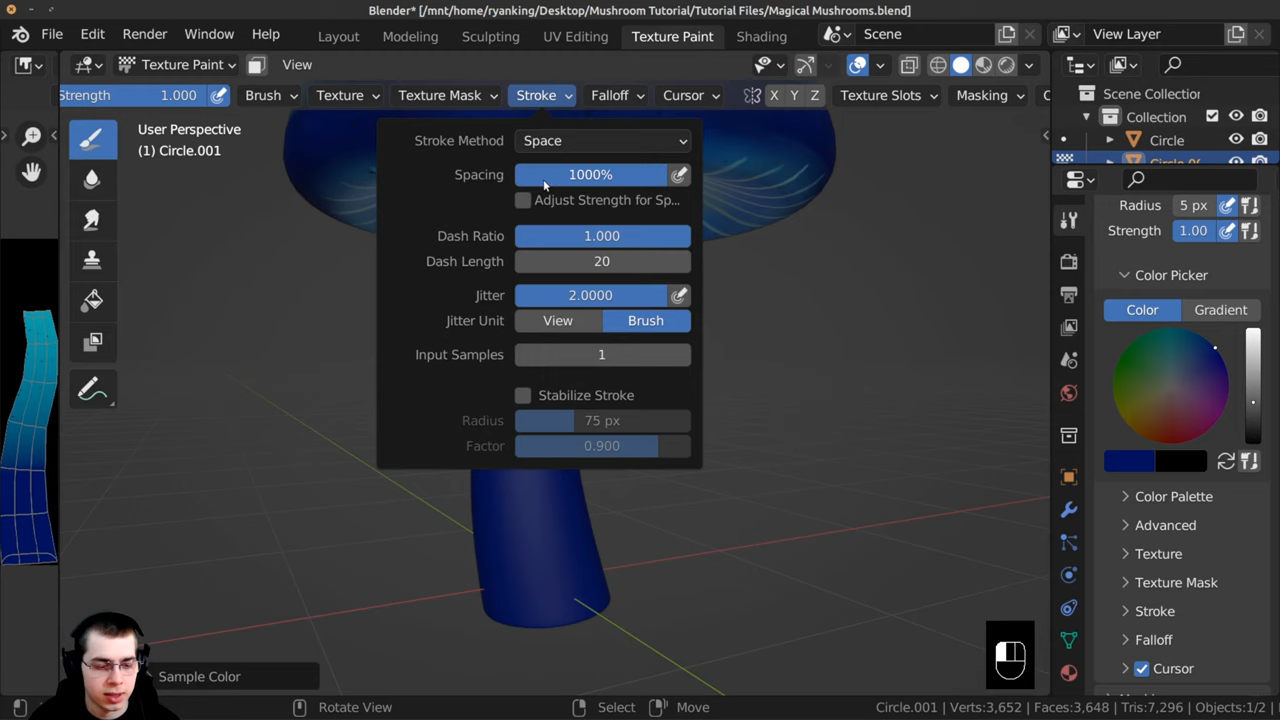 Blender* [/mnt/home/ryanking/Desktop/Mushroom Tutorial/Tutorial Files/Magical Mushrooms.blend]
File Edit Render Window Help Layout Modeling Sculpting UV Editing Texture Paint Shading Scene View Layer
Texture Paint View
Strength 1.000 Brush Texture Texture Mask Stroke Falloff Cursor X Y Z Texture Slots Masking
Scene Collection
Collection
Circle
User Perspective
(1) Circle.001
Stroke Method Space
Spacing 1000%
Adjust Strength for Sp...
Dash Ratio 1.000
Dash Length 20
Jitter 2.0000
Jitter Unit View Brush
Input Samples 1
Stabilize Stroke
Radius 75 px
Factor 0.900
Radius 5 px
Strength 1.00
Color Picker
Color Gradient
Color Palette
Advanced
Texture
Texture Mask
Stroke
Falloff
Cursor
Sample Color
Rotate View Select Move Circle.001 | Verts:3,652 | Faces:3,648 | Tris:7,296 | Objects:1/2